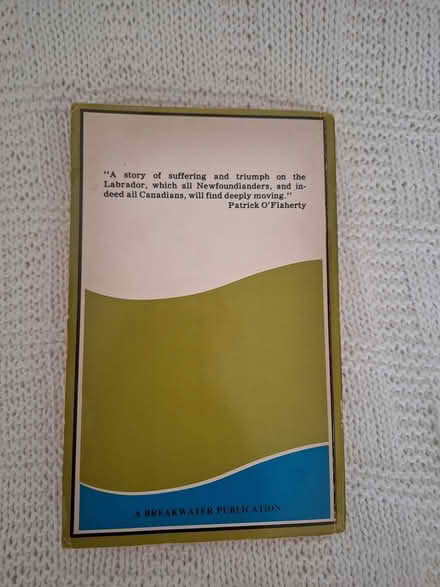 "A story of suffering and triumph on the
Labrador, which all Newfoundlanders, and in-
deed all Canadians, will find deeply moving."
Patrick O'Flaherty
A BREAKWATER PUBLICATION